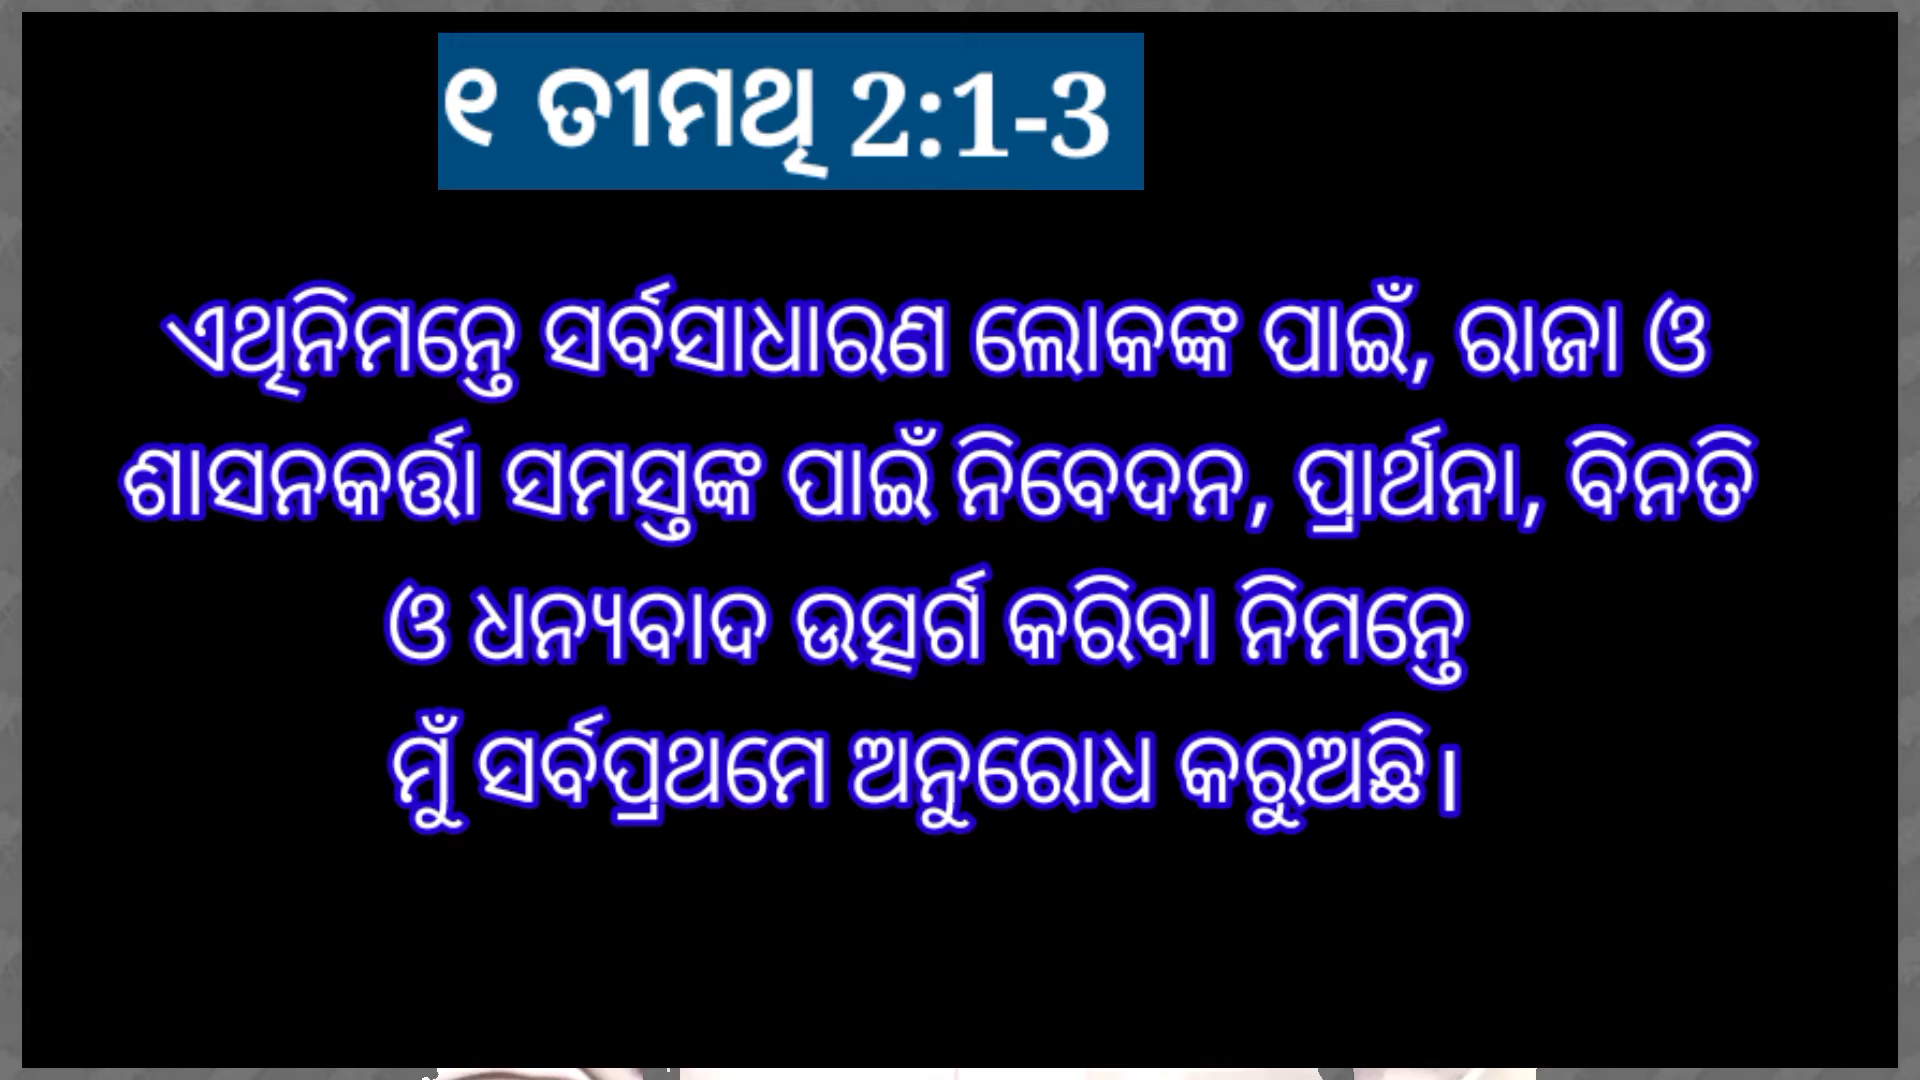 ୧ ତୀମଥି 2:1-3
ଏଥିନିମନ୍ତେ ସର୍ବସାଧାରଣ ଲୋକଙ୍କ ପାଇଁ, ରାଜା ଓ
ଶାସନକର୍ତ୍ତା ସମସ୍ତଙ୍କ ପାଇଁ ନିବେଦନ, ପ୍ରାର୍ଥନା, ବିନତି
ଓ ଧନ୍ୟବାଦ ଉତ୍ସର୍ଗ କରିବା ନିମନ୍ତେ
ମୁଁ ସର୍ବପ୍ରଥମେ ଅନୁରୋଧ କରୁଅଛି।